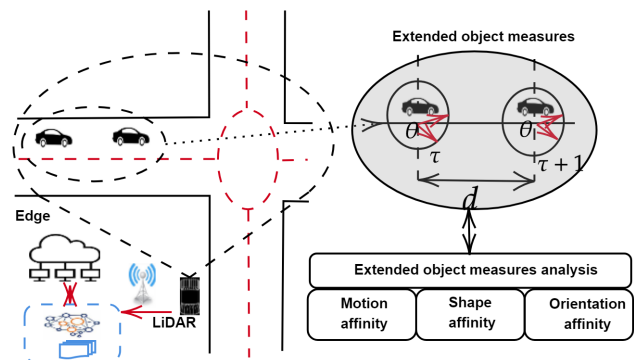 Extended object measures
θ
θ
τ
τ + 1
d
Edge
LiDAR
Extended object measures analysis
Motion
affinity
Shape
affinity
Orientation
affinity